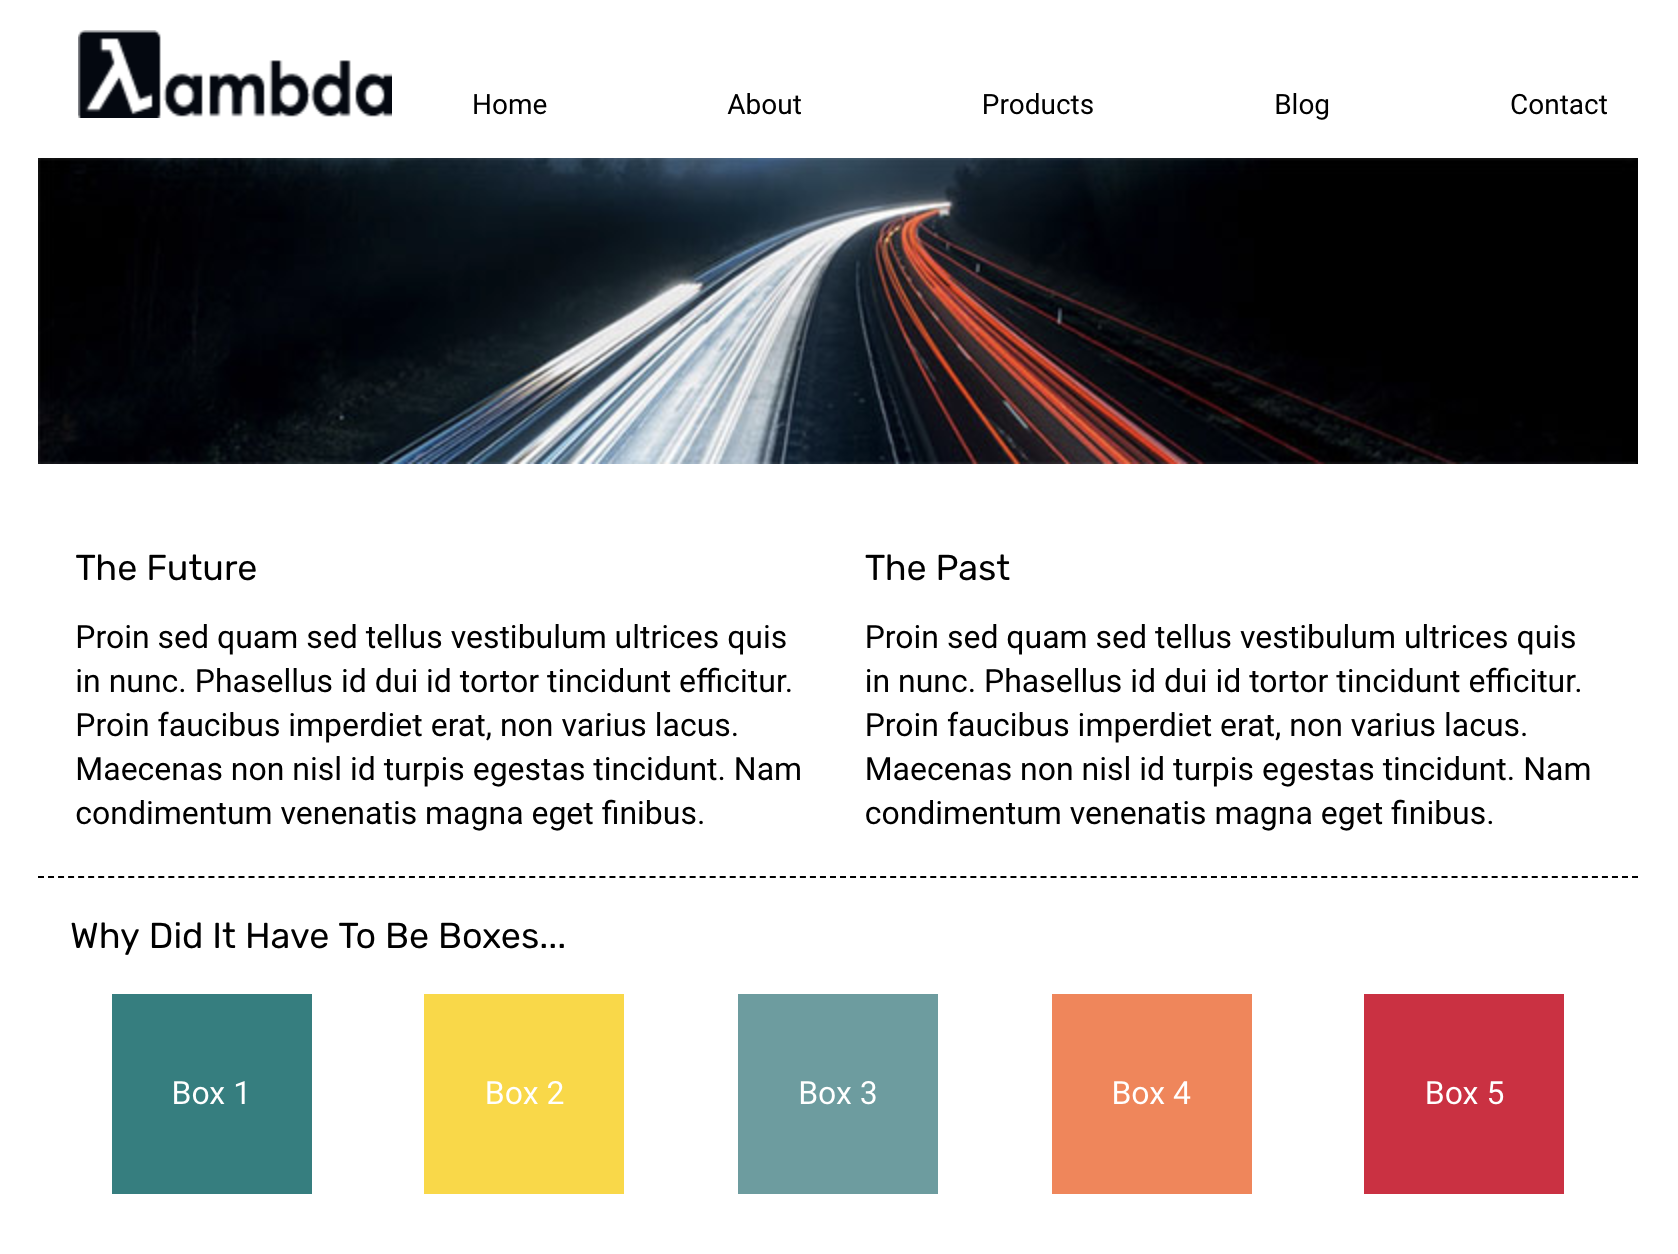 λambda
Home About Products Blog Contact
The Future
Proin sed quam sed tellus vestibulum ultrices quis
in nunc. Phasellus id dui id tortor tincidunt efficitur.
Proin faucibus imperdiet erat, non varius lacus.
Maecenas non nisl id turpis egestas tincidunt. Nam
condimentum venenatis magna eget finibus.
The Past
Proin sed quam sed tellus vestibulum ultrices quis
in nunc. Phasellus id dui id tortor tincidunt efficitur.
Proin faucibus imperdiet erat, non varius lacus.
Maecenas non nisl id turpis egestas tincidunt. Nam
condimentum venenatis magna eget finibus.
Why Did It Have To Be Boxes...
Box 1 Box 2 Box 3 Box 4 Box 5